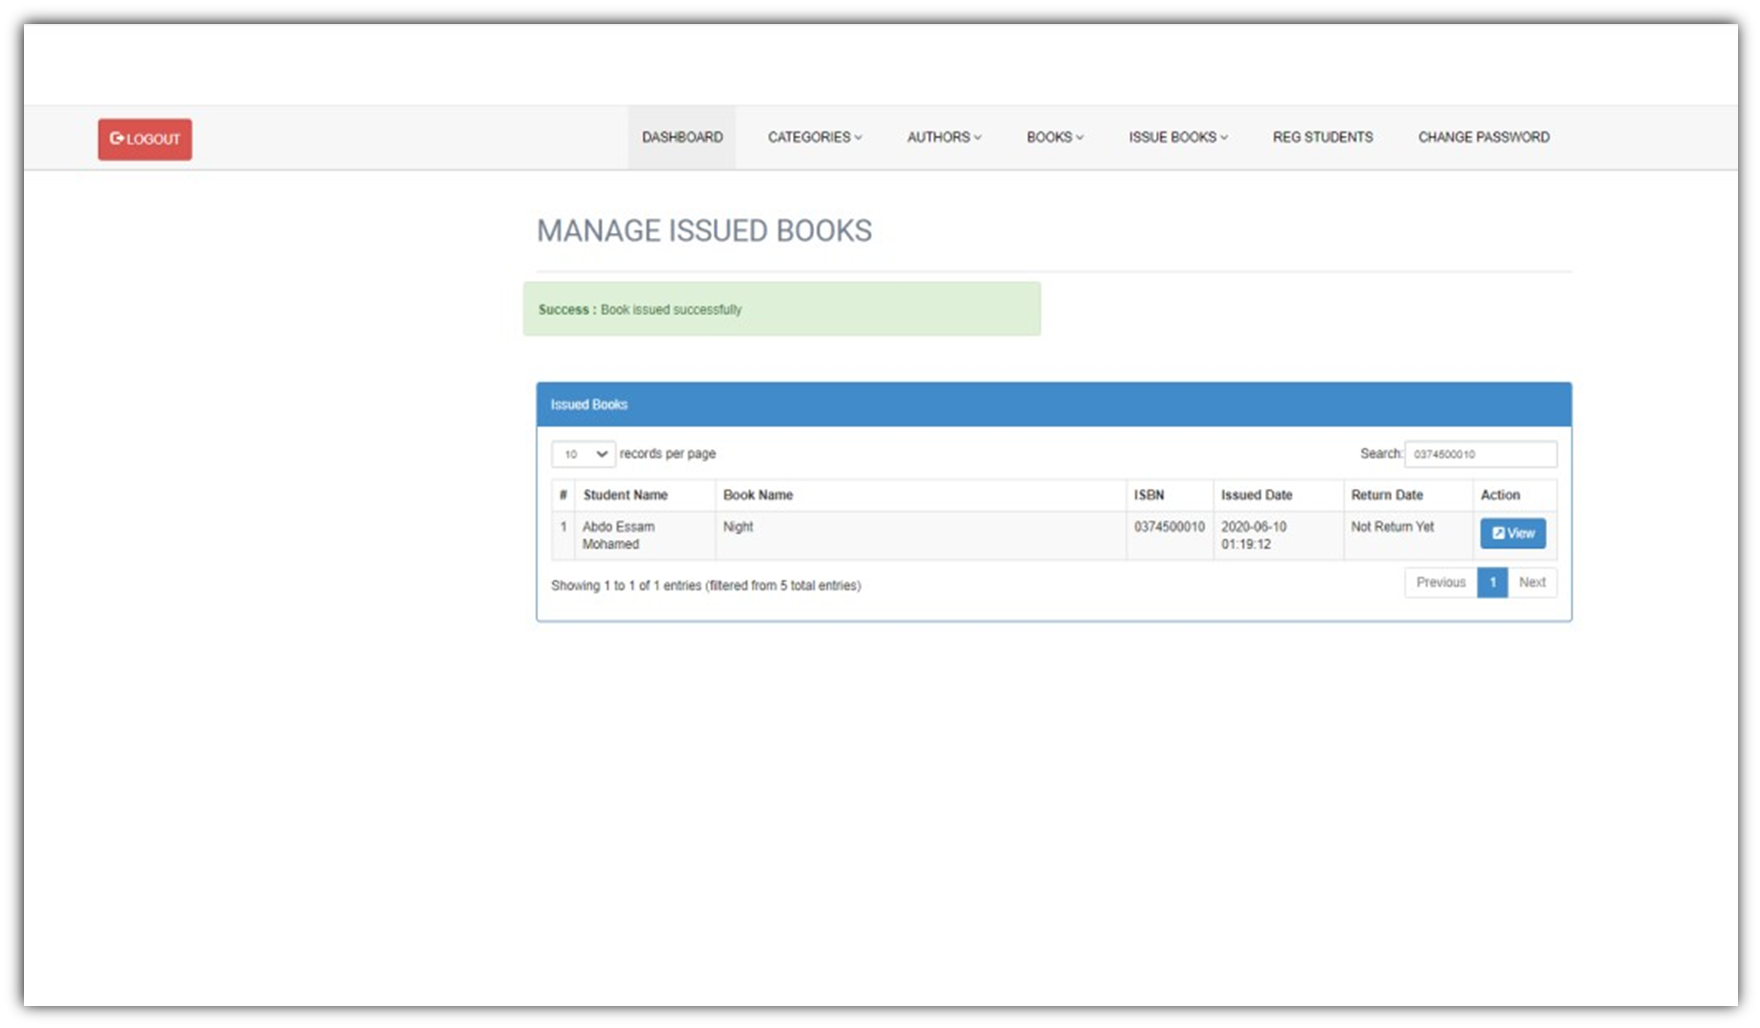 LOGOUT
DASHBOARD CATEGORIES AUTHORS BOOKS ISSUE BOOKS REG STUDENTS CHANGE PASSWORD
MANAGE ISSUED BOOKS
Success : Book issued successfully
Issued Books
10 records per page Search: 0374500010
# Student Name Book Name ISBN Issued Date Return Date Action
1 Abdo Essam Night 0374500010 2020-06-10 Not Return Yet View
Mohamed 01:19:12
Showing 1 to 1 of 1 entries (filtered from 5 total entries) Previous 1 Next